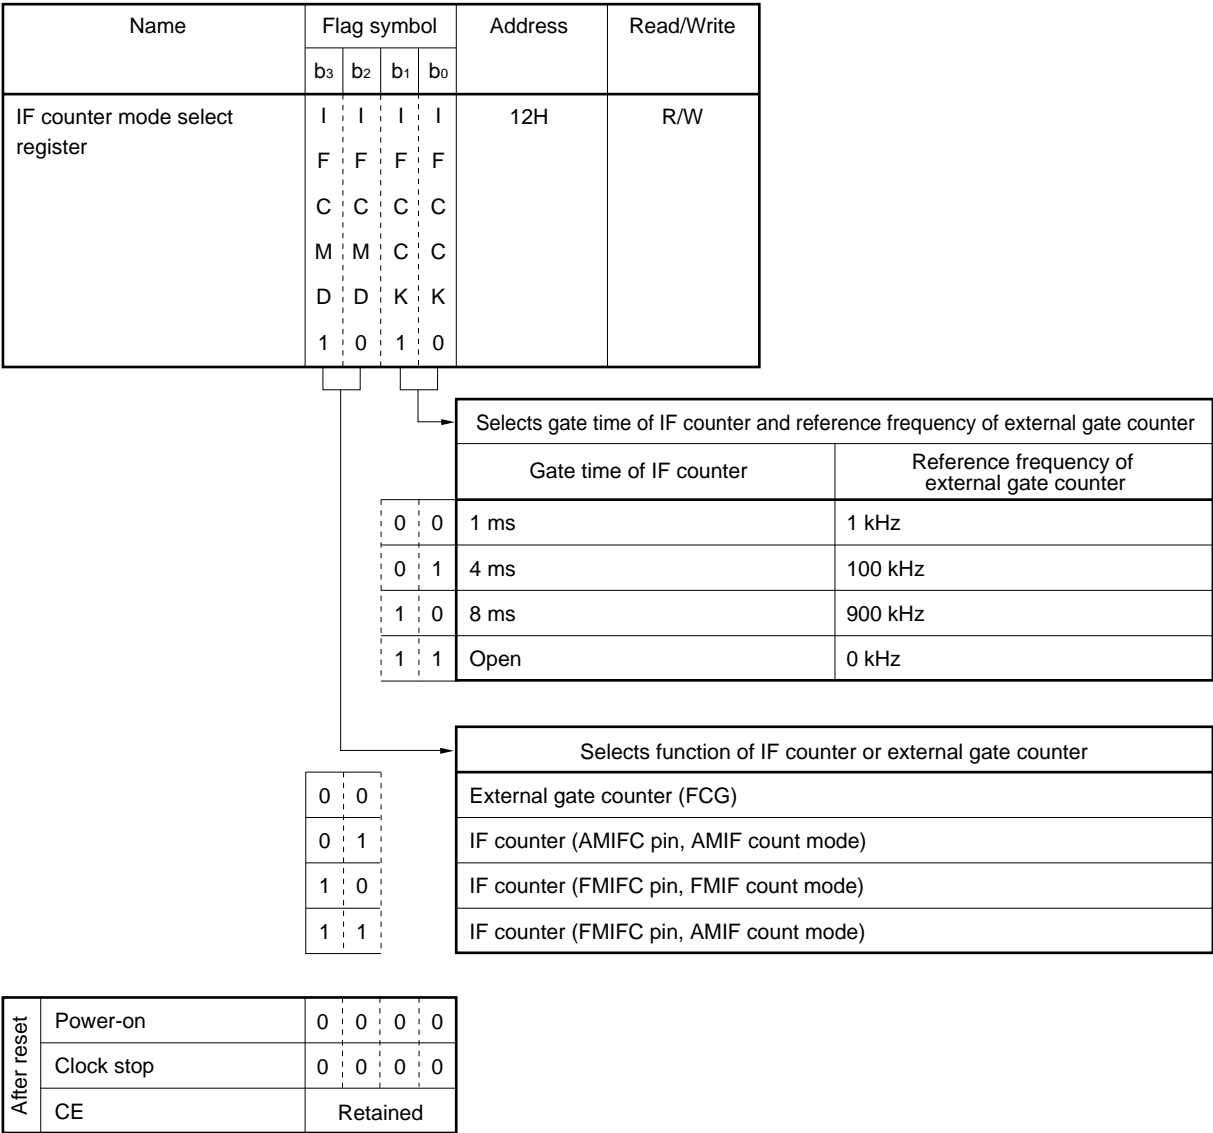 Name Flag symbol Address Read/Write
b3 b2 b1 b0
IF counter mode select I I I I 12H R/W
register
F F F F
C C C C
M M C C
D D K K
1 0 1 0
Selects gate time of IF counter and reference frequency of external gate counter
Gate time of IF counter Reference frequency of
external gate counter
0 0 1 ms 1 kHz
0 1 4 ms 100 kHz
1 0 8 ms 900 kHz
1 1 Open 0 kHz
Selects function of IF counter or external gate counter
0 0 External gate counter (FCG)
0 1 IF counter (AMIFC pin, AMIF count mode)
1 0 IF counter (FMIFC pin, FMIF count mode)
1 1 IF counter (FMIFC pin, AMIF count mode)
After reset
Power-on 0 0 0 0
Clock stop 0 0 0 0
CE Retained